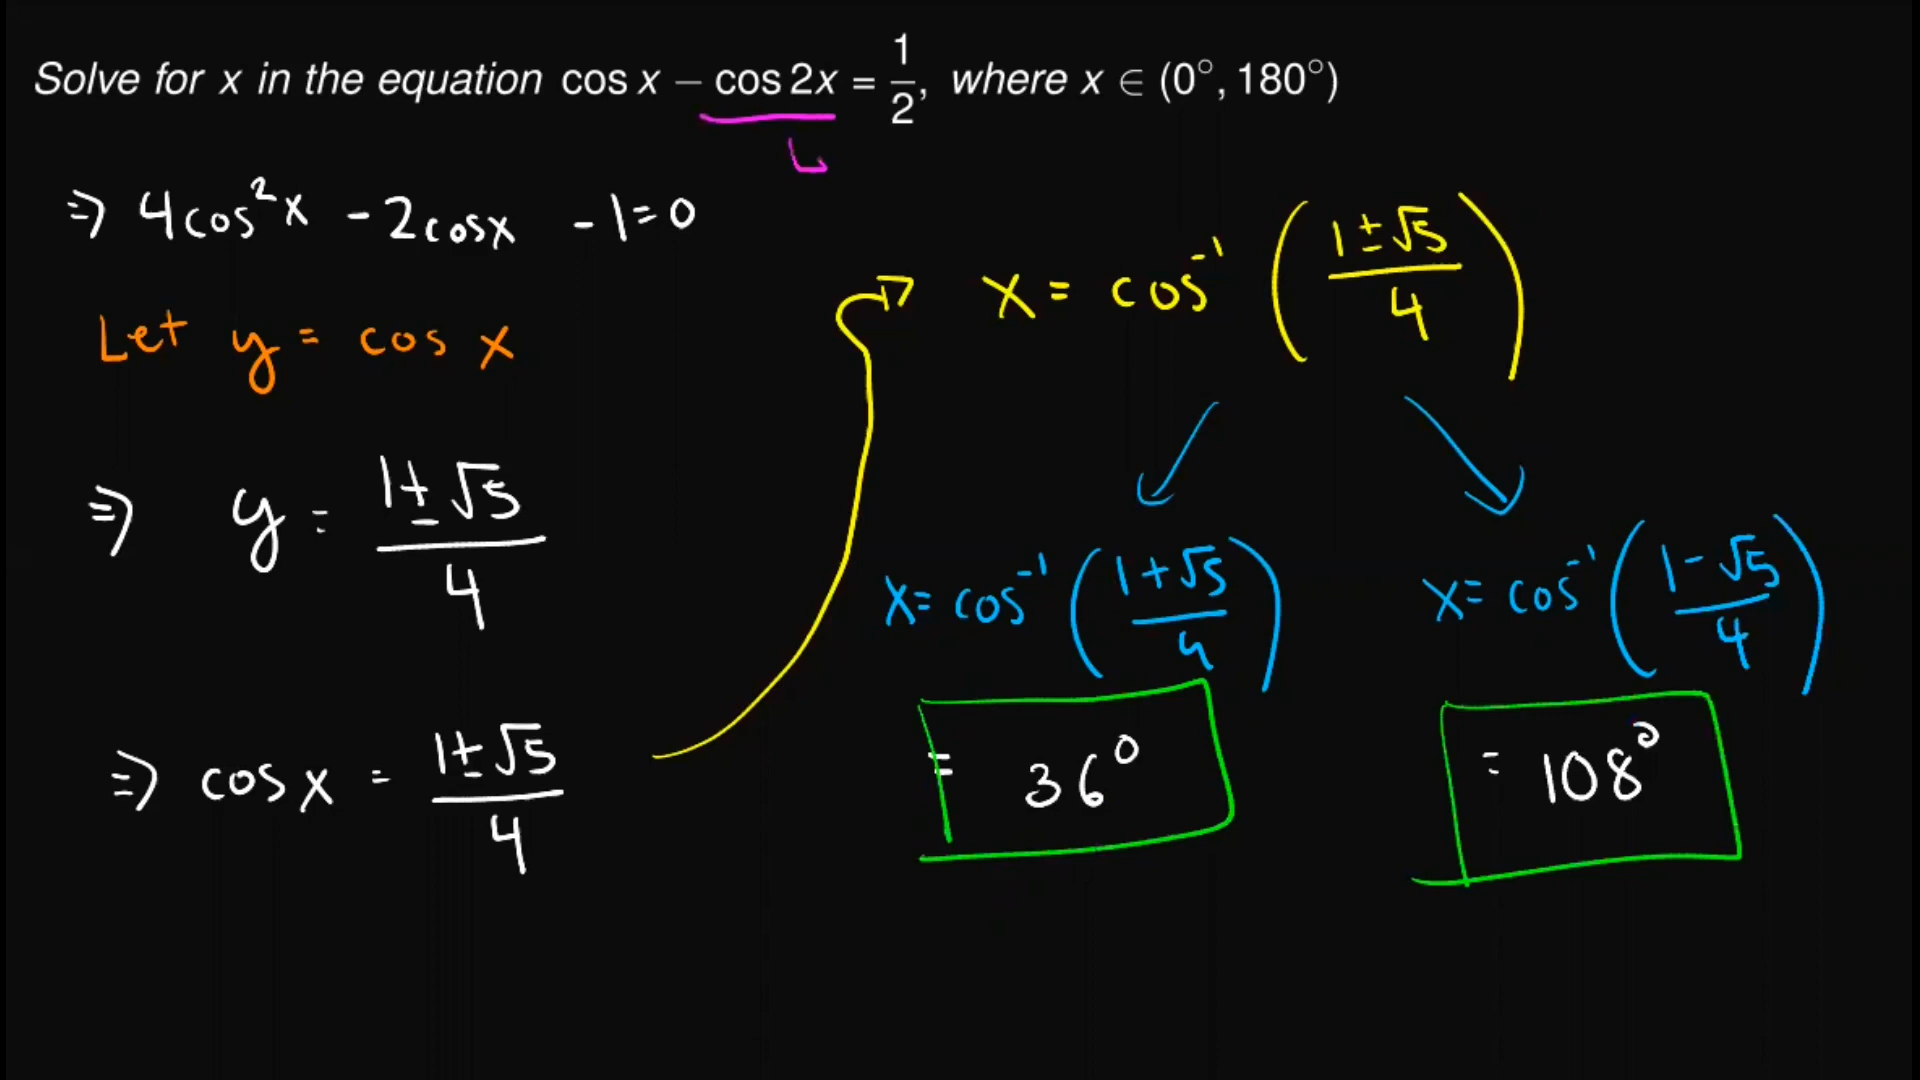 Solve for x in the equation cos x − cos 2x = 1/2, where x ∈ (0°, 180°)
⇒ 4cos²x - 2cosx - 1 = 0
Let y = cos x
⇒ y = (1 ± √5)/4
⇒ cosx = (1 ± √5)/4
x = cos⁻¹((1 ± √5)/4)
x = cos⁻¹((1 + √5)/4)
= 36°
x = cos⁻¹((1 - √5)/4)
= 108°